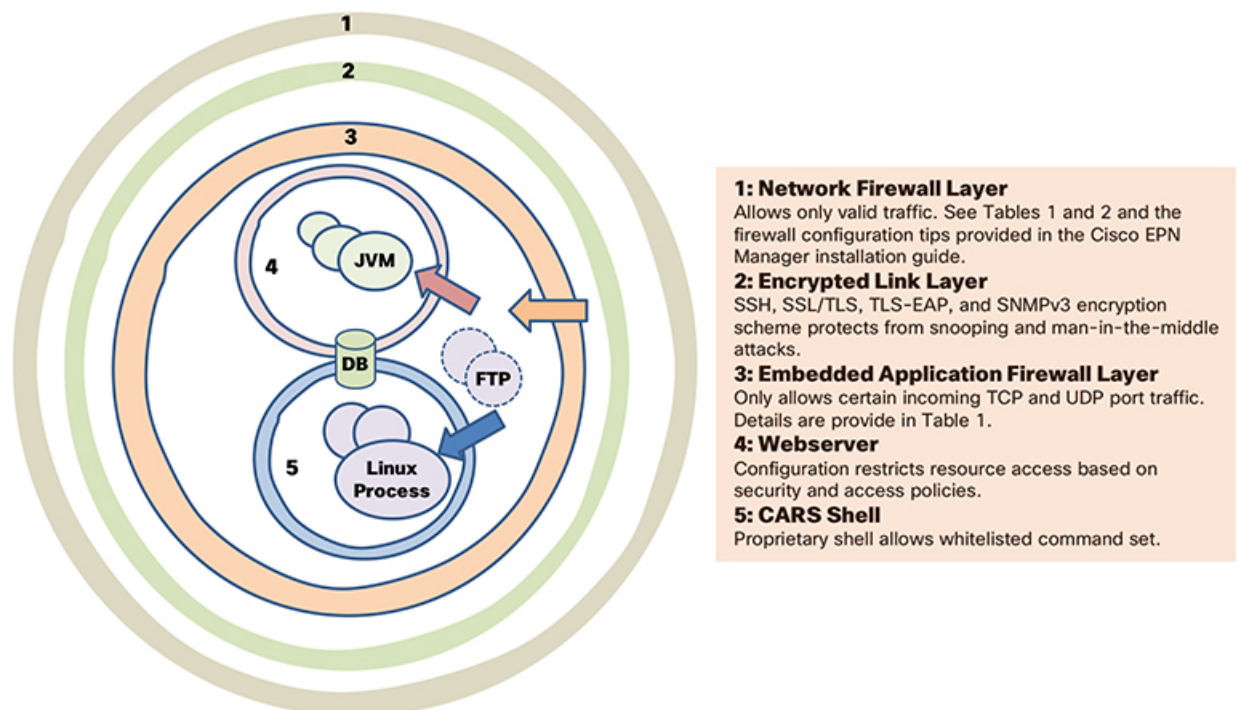 1
2
3
4
JVM
DB
FTP
5
Linux
Process
1: Network Firewall Layer
Allows only valid traffic. See Tables 1 and 2 and the
firewall configuration tips provided in the Cisco EPN
Manager installation guide.
2: Encrypted Link Layer
SSH, SSL/TLS, TLS-EAP, and SNMPv3 encryption
scheme protects from snooping and man-in-the-middle
attacks.
3: Embedded Application Firewall Layer
Only allows certain incoming TCP and UDP port traffic.
Details are provide in Table 1.
4: Webserver
Configuration restricts resource access based on
security and access policies.
5: CARS Shell
Proprietary shell allows whitelisted command set.